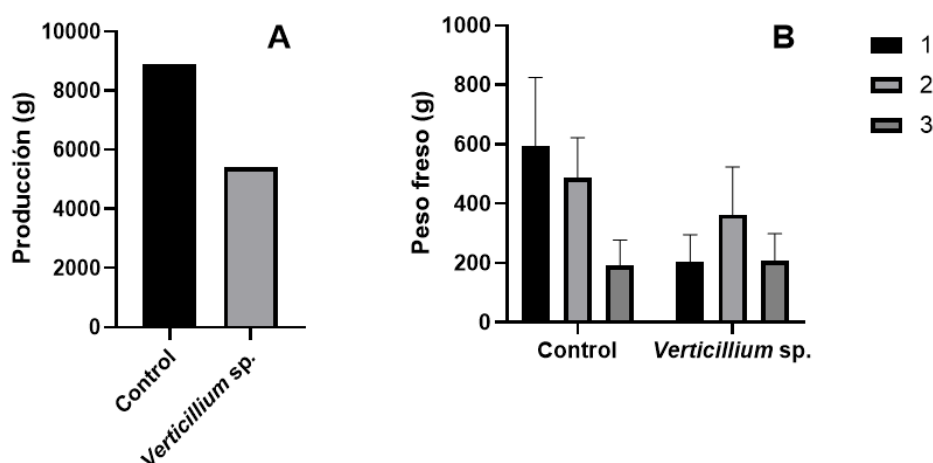 A
Producción (g)
10000
8000
6000
4000
2000
0
Control
Verticillium sp.
B
Peso freso (g)
1000
800
600
400
200
0
Control
Verticillium sp.
1
2
3